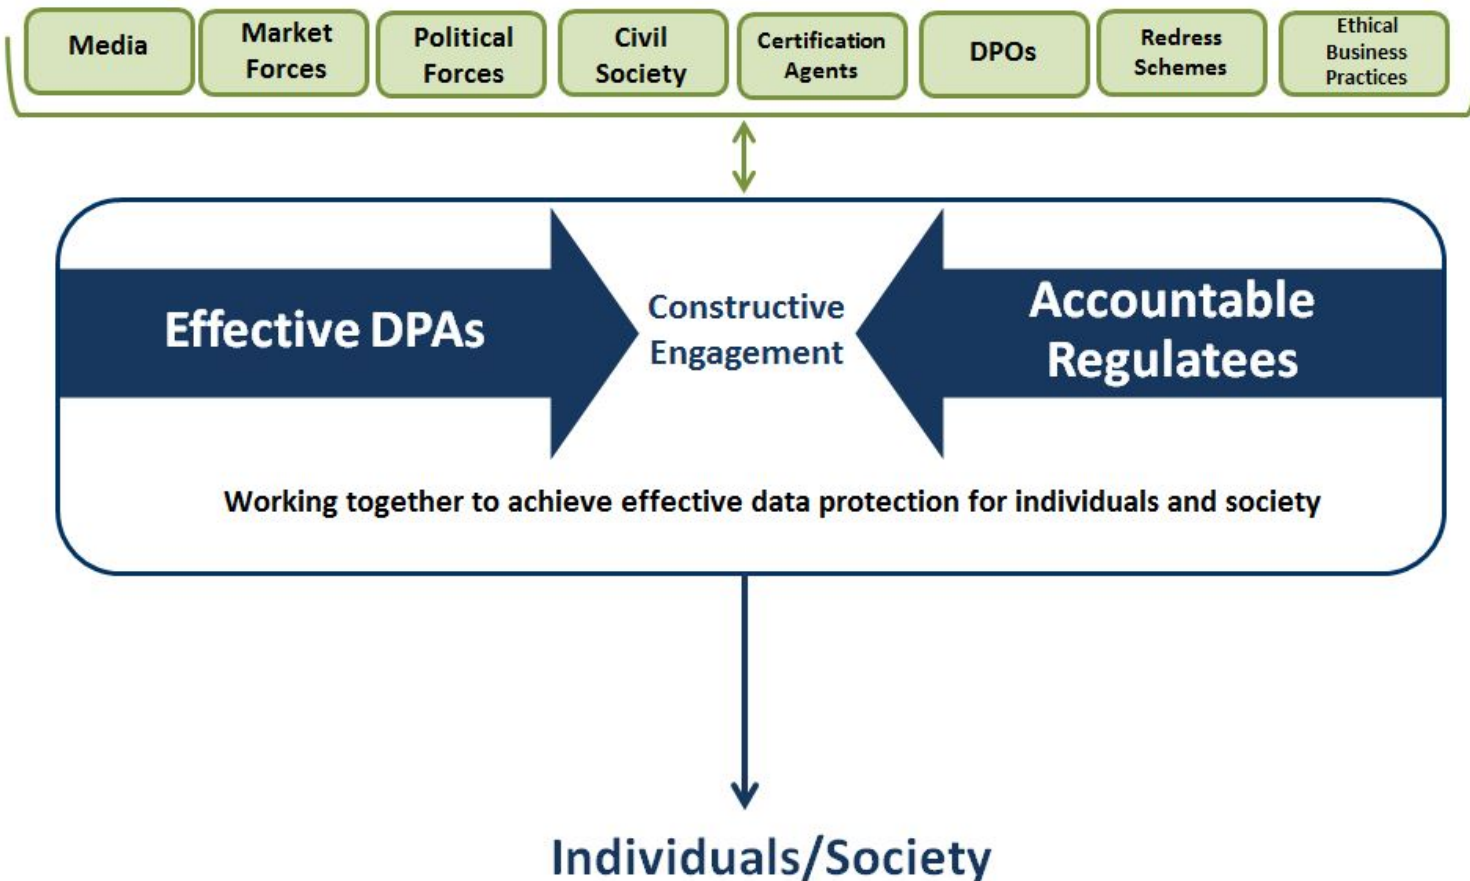 Media
Market
Forces
Political
Forces
Civil
Society
Certification
Agents
DPOs
Redress
Schemes
Ethical
Business
Practices
Effective DPAs
Constructive
Engagement
Accountable
Regulatees
Working together to achieve effective data protection for individuals and society
Individuals/Society